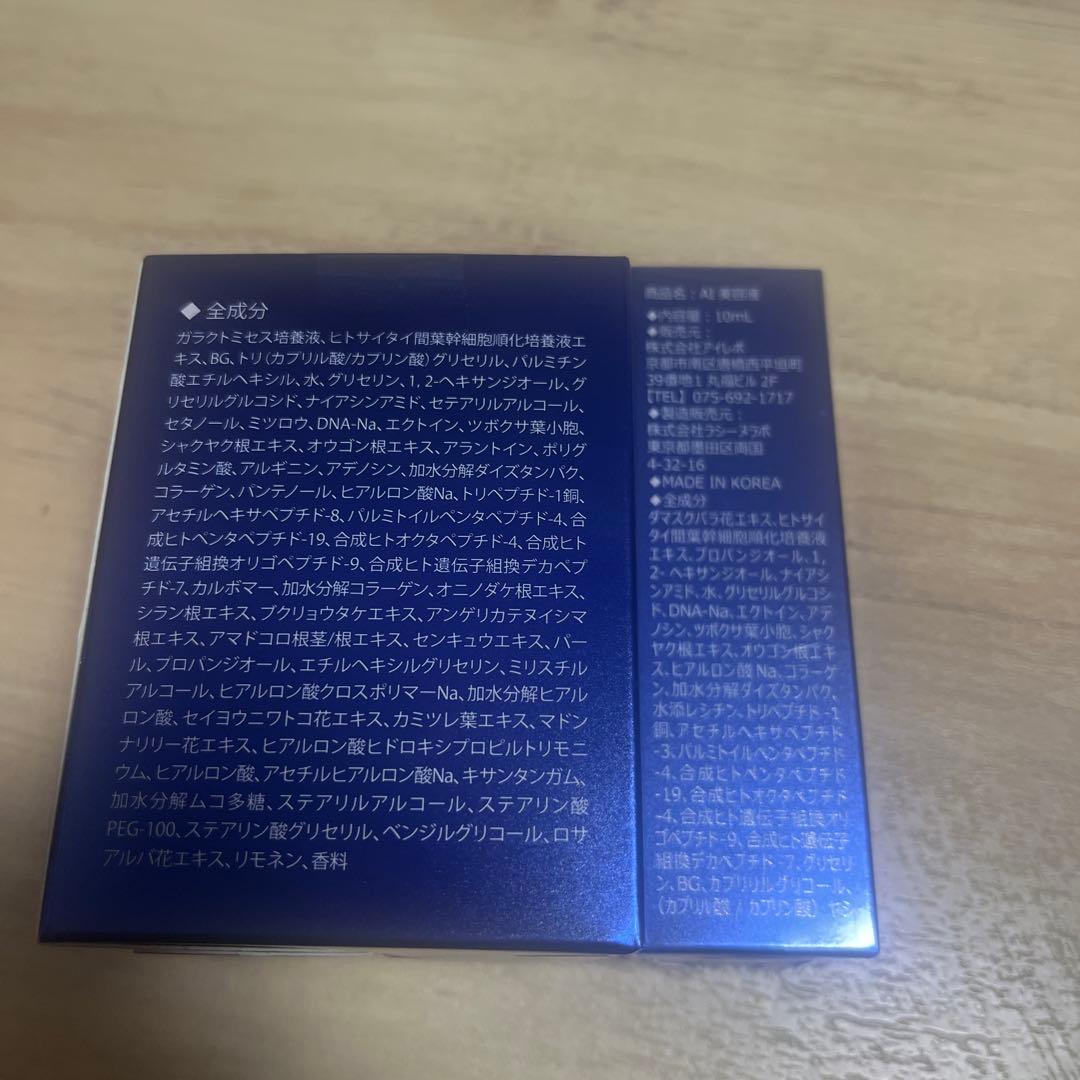 ◆ 全成分
ガラクトミセス培養液、ヒトサイタイ間葉幹細胞順化培養液エ
キス、BG、トリ(カプリル酸/カプリン酸)グリセリル、パルミチン
酸エチルヘキシル、水、グリセリン、1, 2-ヘキサンジオール、グ
リセリルグルコシド、ナイアシンアミド、セテアリルアルコール、
セタノール、ミツロウ、DNA-Na、エクトイン、ツボクサ葉小胞、
シャクヤク根エキス、オウゴン根エキス、アラントイン、ポリグ
ルタミン酸、アルギニン、アデノシン、加水分解ダイズタンパク、
コラーゲン、パンテノール、ヒアルロン酸Na、トリペプチド-1銅、
アセチルヘキサペプチド-8、パルミトイルペンタペプチド-4、合
成ヒトペンタペプチド-19、合成ヒトオクタペプチド-4、合成ヒト
遺伝子組換オリゴペプチド-9、合成ヒト遺伝子組換デカペプ
チド-7、カルボマー、加水分解コラーゲン、オニノダケ根エキス、
シラン根エキス、ブクリョウタケエキス、アンゲリカテヌイシマ
根エキス、アマドコロ根茎/根エキス、センキュウエキス、パー
ル、プロパンジオール、エチルヘキシルグリセリン、ミリスチル
アルコール、ヒアルロン酸クロスポリマーNa、加水分解ヒアル
ロン酸、セイヨウニワトコ花エキス、カミツレ葉エキス、マドン
ナリリー花エキス、ヒアルロン酸ヒドロキシプロピルトリモニ
ウム、ヒアルロン酸、アセチルヒアルロン酸Na、キサンタンガム、
加水分解ムコ多糖、ステアリルアルコール、ステアリン酸
PEG-100、ステアリン酸グリセリル、ベンジルグリコール、ロサ
アルバ花エキス、リモネン、香料
商品名：AI 美容液
◆内容量：10mL
◆販売元：
株式会社アイレボ
京都市南区唐橋西平垣町
39番地1 丸福ビル 2F
【TEL】075-692-1717
◆製造販売元：
株式会社ラシースラボ
東京都墨田区両国
4-32-16
◆MADE IN KOREA
◆全成分
ダマスクバラ花エキス、ヒトサイ
タイ間葉幹細胞順化培養液
エキス、プロパンジオール、1,
2-ヘキサンジオール、ナイアシ
ンアミド、水、グリセリルグルコシ
ド、DNA-Na、エクトイン、アデ
ノシン、ツボクサ葉小胞、シャク
ヤク根エキス、オウゴン根エキ
ス、ヒアルロン酸 Na、コラーゲ
ン、加水分解ダイズタンパク、
水添レシチン、トリペプチド -1
銅、アセチルヘキサペプチド
-3、パルミトイルペンタペプチド
-4、合成ヒトペンタペプチド
-19、合成ヒトオクタペプチド
-4、合成ヒト遺伝子組換オリ
ゴペプチド-9、合成ヒト遺伝子
組換デカペプチド-7、グリセリ
ン、BG、カプリリルグリコール、
（カプリル酸 / カプリン酸）ヤシ